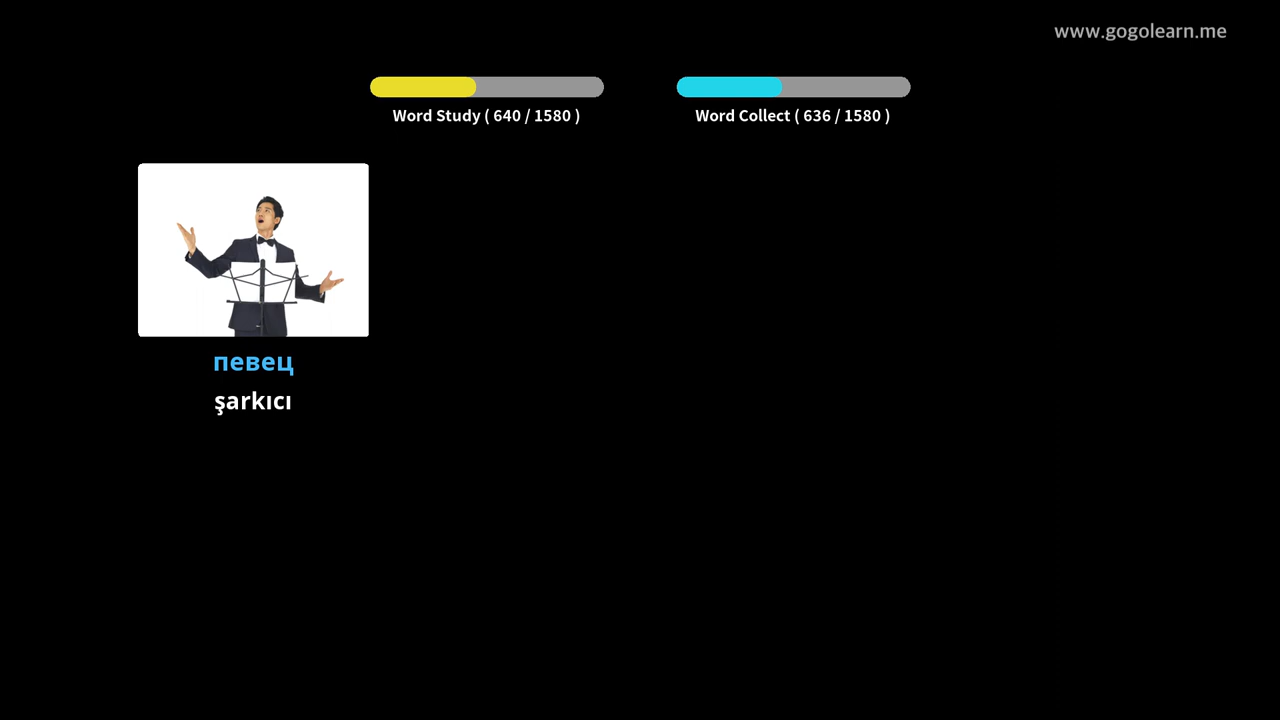 www.gogolearn.me
Word Study ( 640 / 1580 )
Word Collect ( 636 / 1580 )
певец
şarkıcı